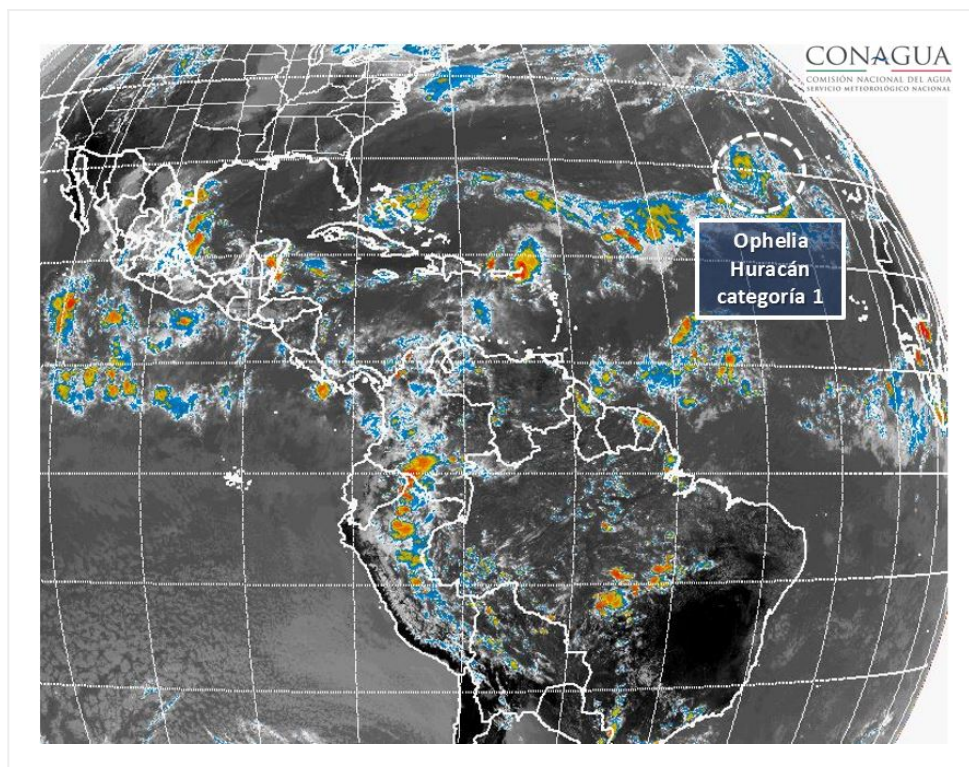 CONAGUA
COMISIÓN NACIONAL DEL AGUA
SERVICIO METEOROLÓGICO NACIONAL
Ophelia
Huracán
categoría 1